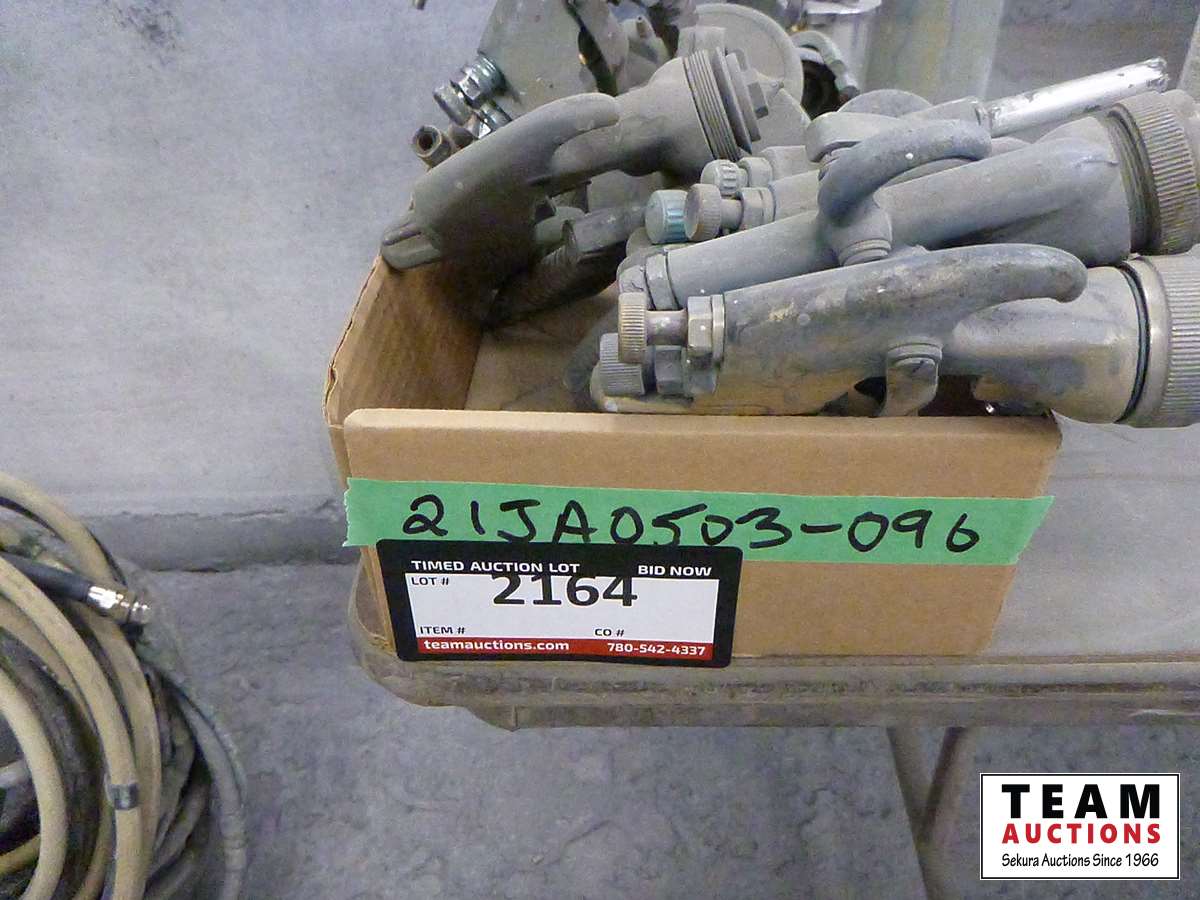 21JA0503-096
TIMED AUCTION LOT BID NOW
LOT # 2164
ITEM # CO #
teamauctions.com 780-542-4337
TEAM
AUCTIONS
Sekura Auctions Since 1966